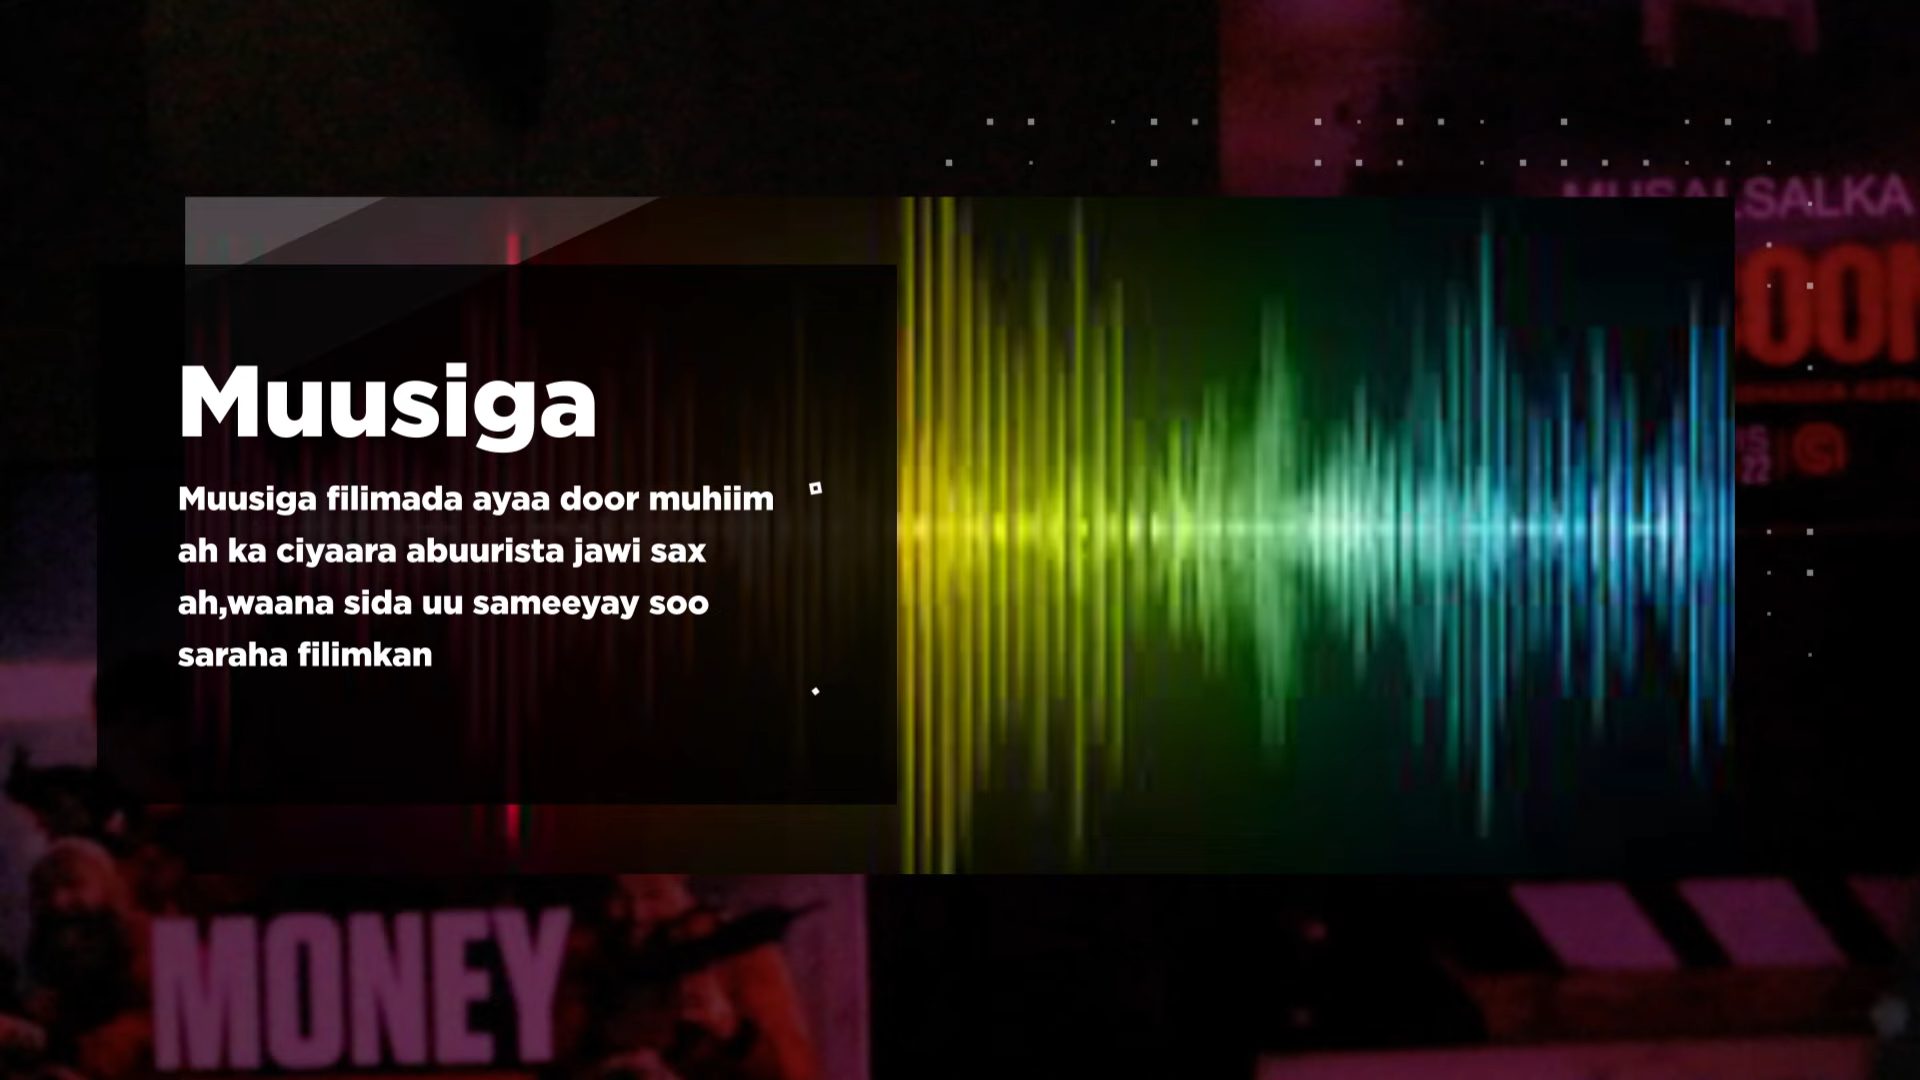 Muusiga
Muusiga filimada ayaa door muhiim
ah ka ciyaara abuurista jawi sax
ah,waana sida uu sameeyay soo
saraha filimkan
MUSALSALKA
MONEY